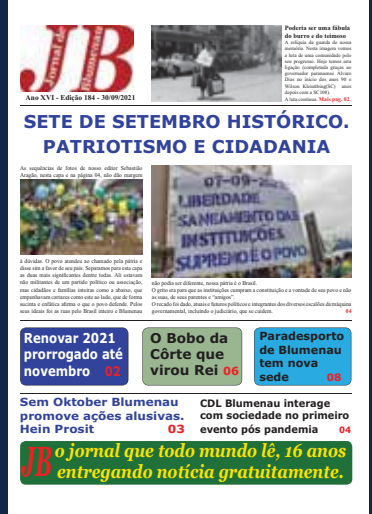 Jornal de
Blumenau
JB
Ano XVI - Edição 184 - 30/09/2021
Poderia ser uma fábula
do burro e do teimoso
A relíquia da guarda de nossa
memória. Nesta imagem vemos
a luta de uma comunidade pelo
seu progresso. Hoje temos uma
ligação (completada graças ao
governador paranaense Álvaro
Dias no início dos anos 90 e
Wilson Kleinübing(SC) anos
depois com a SC108).
A luta continua. Mais pag. 02.
SETE DE SETEMBRO HISTÓRICO.
PATRIOTISMO E CIDADANIA
As sequências de fotos de nosso editor Sebastião
Aragão, nesta capa e na página 04, não dão margem
à dúvidas. O povo atendeu ao chamado pela pátria e
disse sim a favor de seu país. Separamos para esta capa
as duas mais significantes dentre todas. Ali estavam
não militantes de um partido político ou associação,
mas cidadãos e famílias inteiras como a abaixo, que
empunhavam cartazes como este ao lado, que de forma
sucinta e enfática afirma o que o povo defende. Pelos
seus ideais foi as ruas pelo Brasil inteiro e Blumenau
07-09-2021
LIBERDADE
SANEAMENTO DAS
INSTITUIÇÕES
SUPREMO É O POVO
não podia ser diferente, nossa pátria é o Brasil.
O grito era para que as instituições cumpram a constituição e a vontade de seu povo e não
as suas, de seus parentes e "amigos".
O recado foi dado, atuais e futuros políticos e integrantes dos diversos escalões da máquina
governamental, incluindo o judiciário, que se cuidem. 04
Renovar 2021
prorrogado até
novembro 02
O Bobo da
Côrte que
virou Rei 06
Paradesporto
de Blumenau
tem nova
sede 08
Sem Oktober Blumenau
promove ações alusivas.
Hein Prosit 03
CDL Blumenau interage
com sociedade no primeiro
evento pós pandemia 04
JB o jornal que todo mundo lê, 16 anos
entregando notícia gratuitamente.